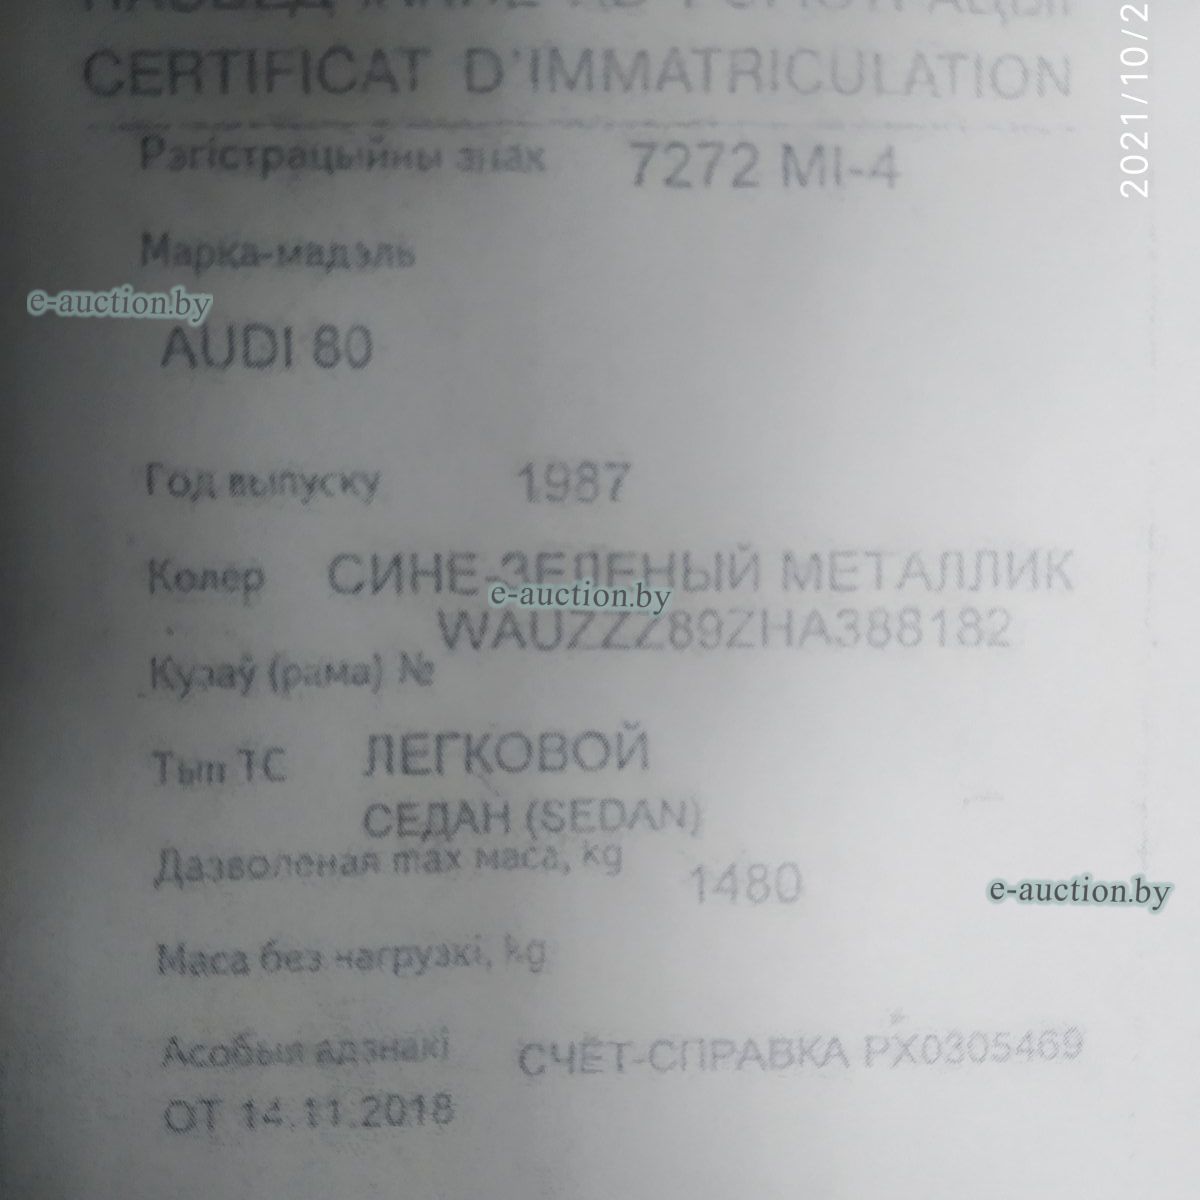 CERTIFICAT D'IMMATRICULATION
Рэгістрацыйны знак 7272 MI-4
Марка-мадэль
e-auction.by
AUDI 80
Год выпуску 1987
Колер СИНЕ-ЗЕЛЕНЫЙ МЕТАЛЛИК
e-auction.by
WAUZZZ89ZHA388182
Кузаў (рама) №
Тып ТС ЛЕГКОВОЙ
СЕДАН (SEDAN)
Дазволеная max маса, kg 1480
e-auction.by
Маса без нагрузкі, kg
Асобыя адзнакі СЧЁТ-СПРАВКА РХ0305469
ОТ 14.11.2018
2021/10/2